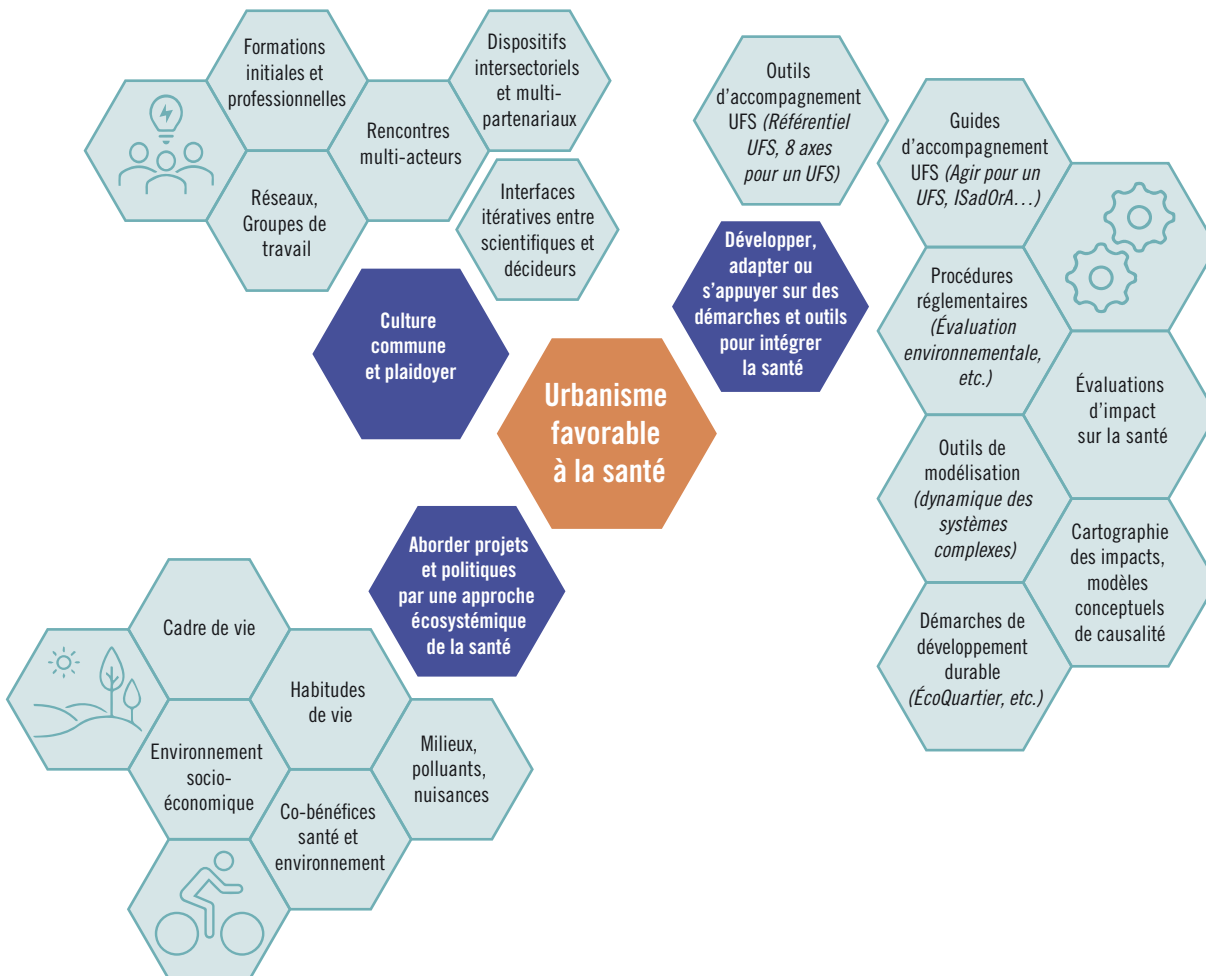 Formations
initiales et
professionnelles
Dispositifs
intersectoriels
et multi-
partenariaux
Rencontres
multi-acteurs
Réseaux,
Groupes de
travail
Interfaces
itératives entre
scientifiques et
décideurs
Culture
commune
et plaidoyer
Outils
d’accompagnement
UFS (Référentiel
UFS, 8 axes
pour un UFS)
Guides
d’accompagnement
UFS (Agir pour un
UFS, ISadOrA…)
Développer,
adapter ou
s’appuyer sur des
démarches et outils
pour intégrer
la santé
Procédures
réglementaires
(Évaluation
environnementale,
etc.)
Évaluations
d’impact
sur la santé
Outils de
modélisation
(dynamique des
systèmes
complexes)
Cartographie
des impacts,
modèles
conceptuels
de causalité
Démarches de
développement
durable
(ÉcoQuartier, etc.)
Urbanisme
favorable
à la santé
Aborder projets
et politiques
par une approche
écosystémique
de la santé
Cadre de vie
Habitudes
de vie
Environnement
socio-
économique
Milieux,
polluants,
nuisances
Co-bénéfices
santé et
environnement